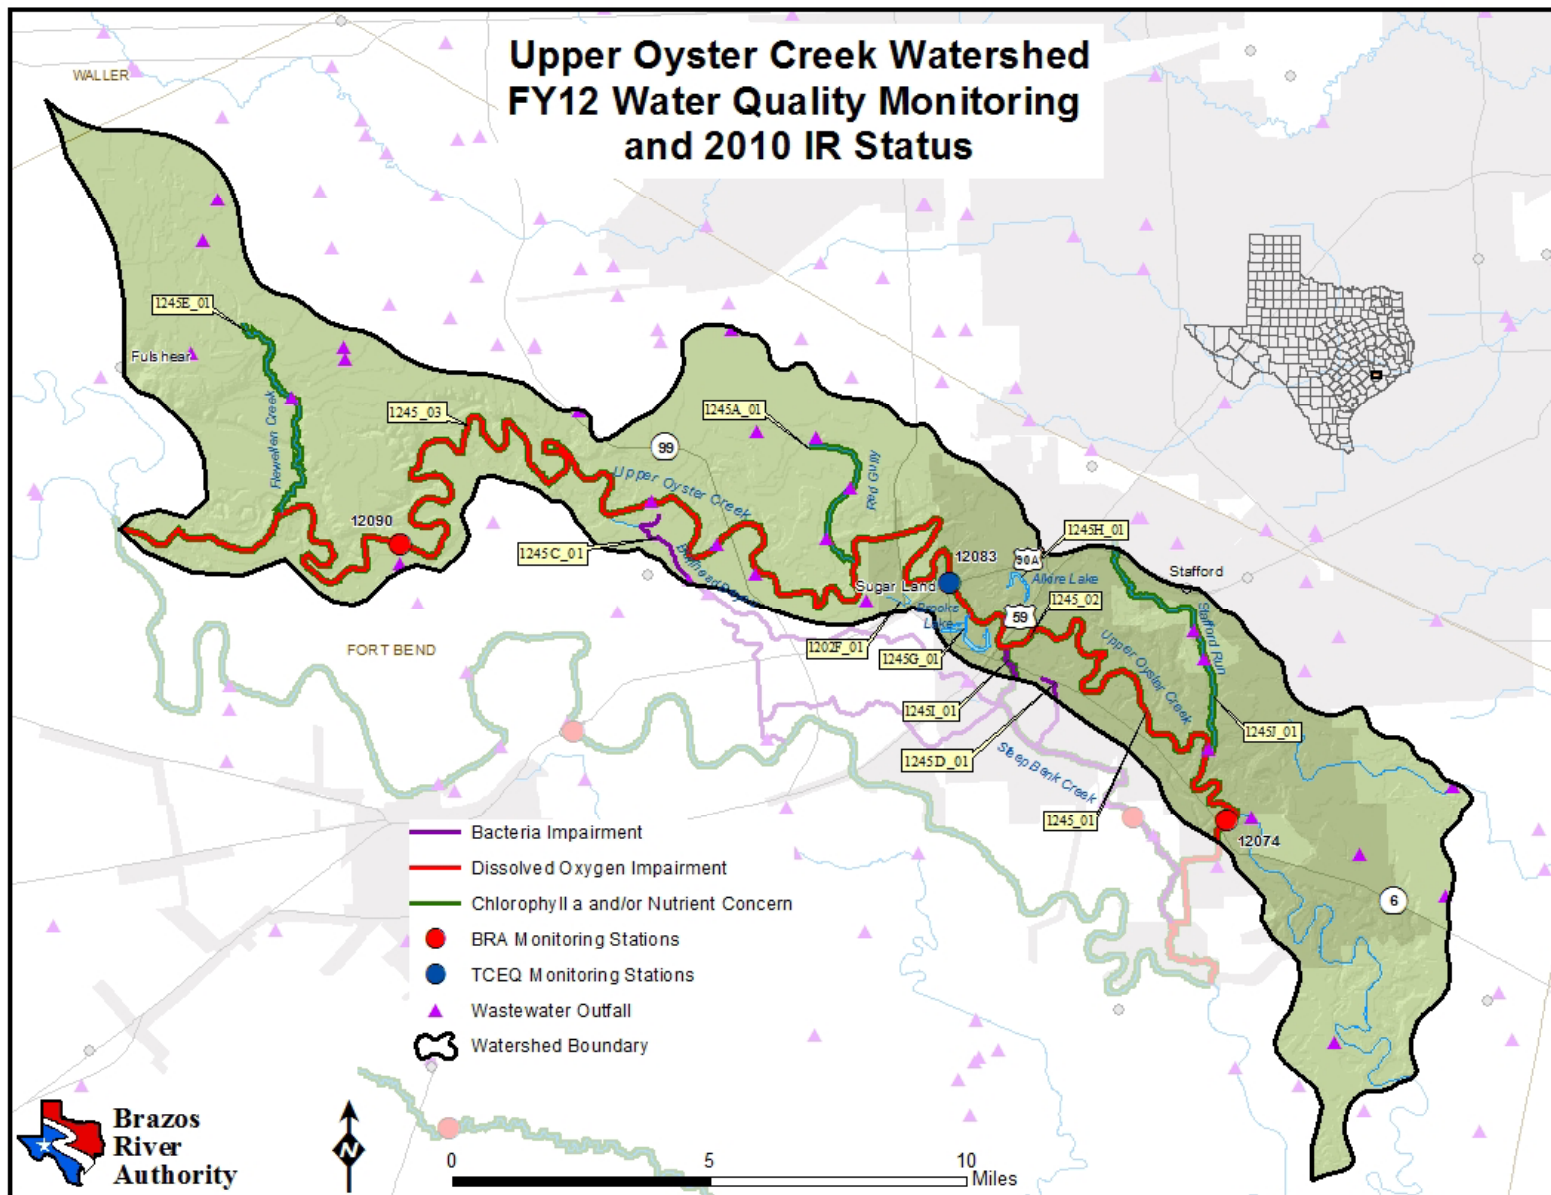 Upper Oyster Creek Watershed
FY12 Water Quality Monitoring
and 2010 IR Status
WALLER
1245E_01
Fulshear
Flewellen Creek
1245_03
1245A_01
99
Red Gully
Upper Oyster Creek
12090
1245C_01
Bullhead Bayou
1245H_01
12083
90A
Alkire Lake
Stafford
Sugar Land
1245_02
Brooks
Lake
59
1202F_01
1245G_01
Stafford Run
Upper Oyster Creek
FORT BEND
1245I_01
1245J_01
1245D_01
Steep Bank Creek
1245_01
12074
6
Bacteria Impairment
Dissolved Oxygen Impairment
Chlorophyll a and/or Nutrient Concern
BRA Monitoring Stations
TCEQ Monitoring Stations
Wastewater Outfall
Watershed Boundary
Brazos
River
Authority
N
0 5 10
Miles